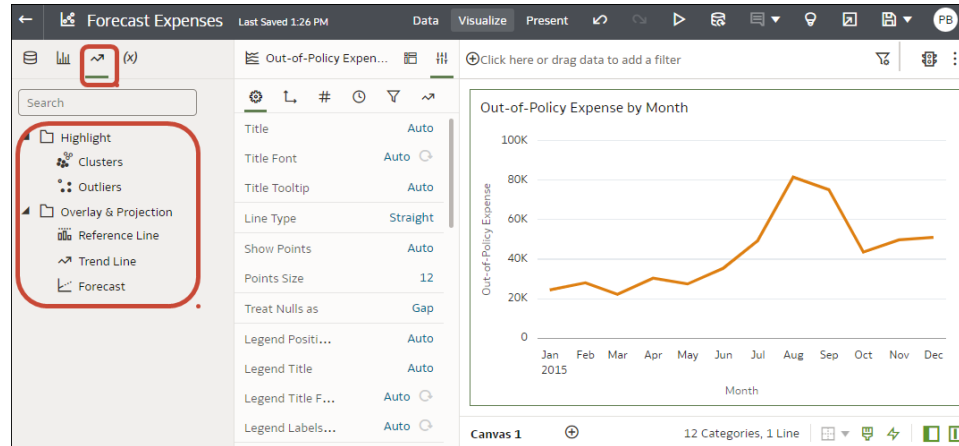 Forecast Expenses Last Saved 1:26 PM Data Visualize Present PB
(x) Out-of-Policy Expen... Click here or drag data to add a filter
Search
Highlight
Clusters
Outliers
Overlay & Projection
Reference Line
Trend Line
Forecast
#
Title Auto
Title Font Auto
Title Tooltip Auto
Line Type Straight
Show Points Auto
Points Size 12
Treat Nulls as Gap
Legend Positi... Auto
Legend Title Auto
Legend Title F... Auto
Legend Labels... Auto
Out-of-Policy Expense by Month
Out-of-Policy Expense
100K
80K
60K
40K
20K
0
Jan Feb Mar Apr May Jun Jul Aug Sep Oct Nov Dec
2015
Month
Canvas 1 12 Categories, 1 Line